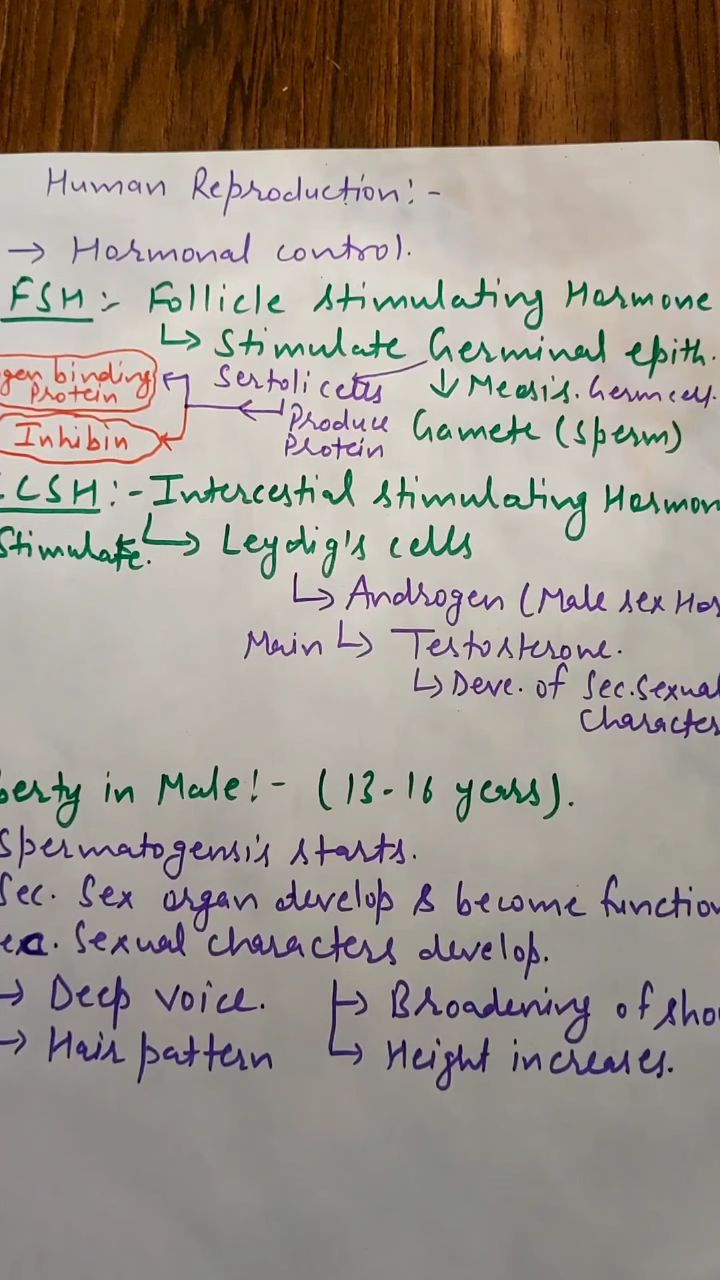 Human Reproduction:-
→ Hormonal control.
FSH:- Follicle stimulating Hormone
↳ Stimulate Germinal epith.
gen binding Protein Sertoli cells ↓ Meosis. Germ cell.
Inhibin Produce Protein Gamete (Sperm)
CSH:- Intercestial stimulating Hormon
Stimulate. ↳ Leydig's cells
↳ Androgen (Male sex Hor
Main ↳ Testosterone.
↳ Deve. of Sec. Sexual
Character
berty in Male!- (13-16 years).
Spermatogensis starts.
Sec. Sex organ develop & become function
ec. Sexual characters develop.
→ Deep voice. → Broadening of sho
→ Hair pattern ↳ Height increases.